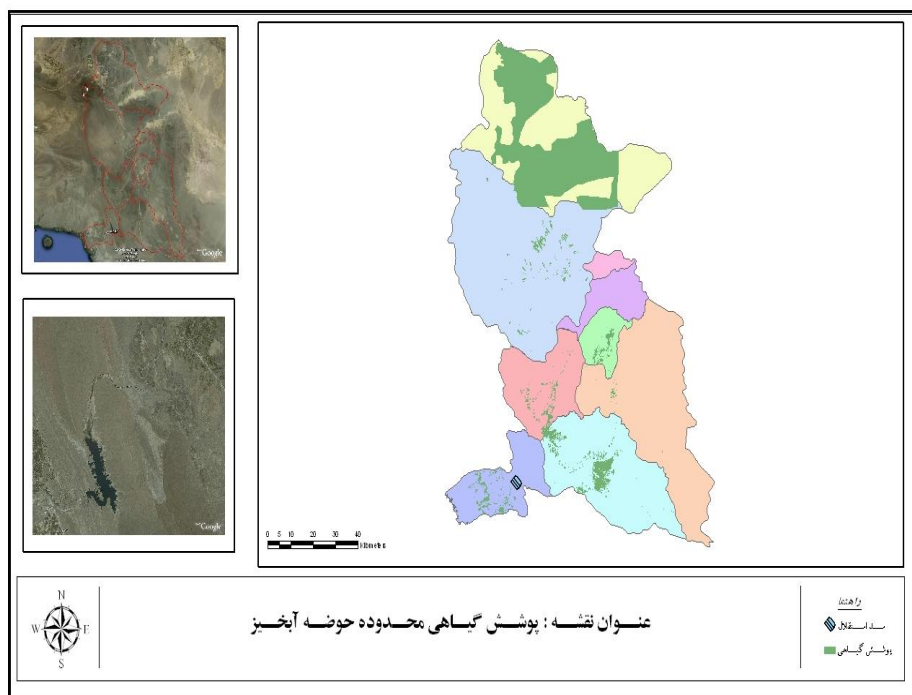 Google
Google
0 5 10 20 30 40
kilometers
N
W E
S
عنوان نقشه : پوشش گیاهی محدوده حوضه آبخیز
راهنما
سد استقلال
پوشش گیاهی